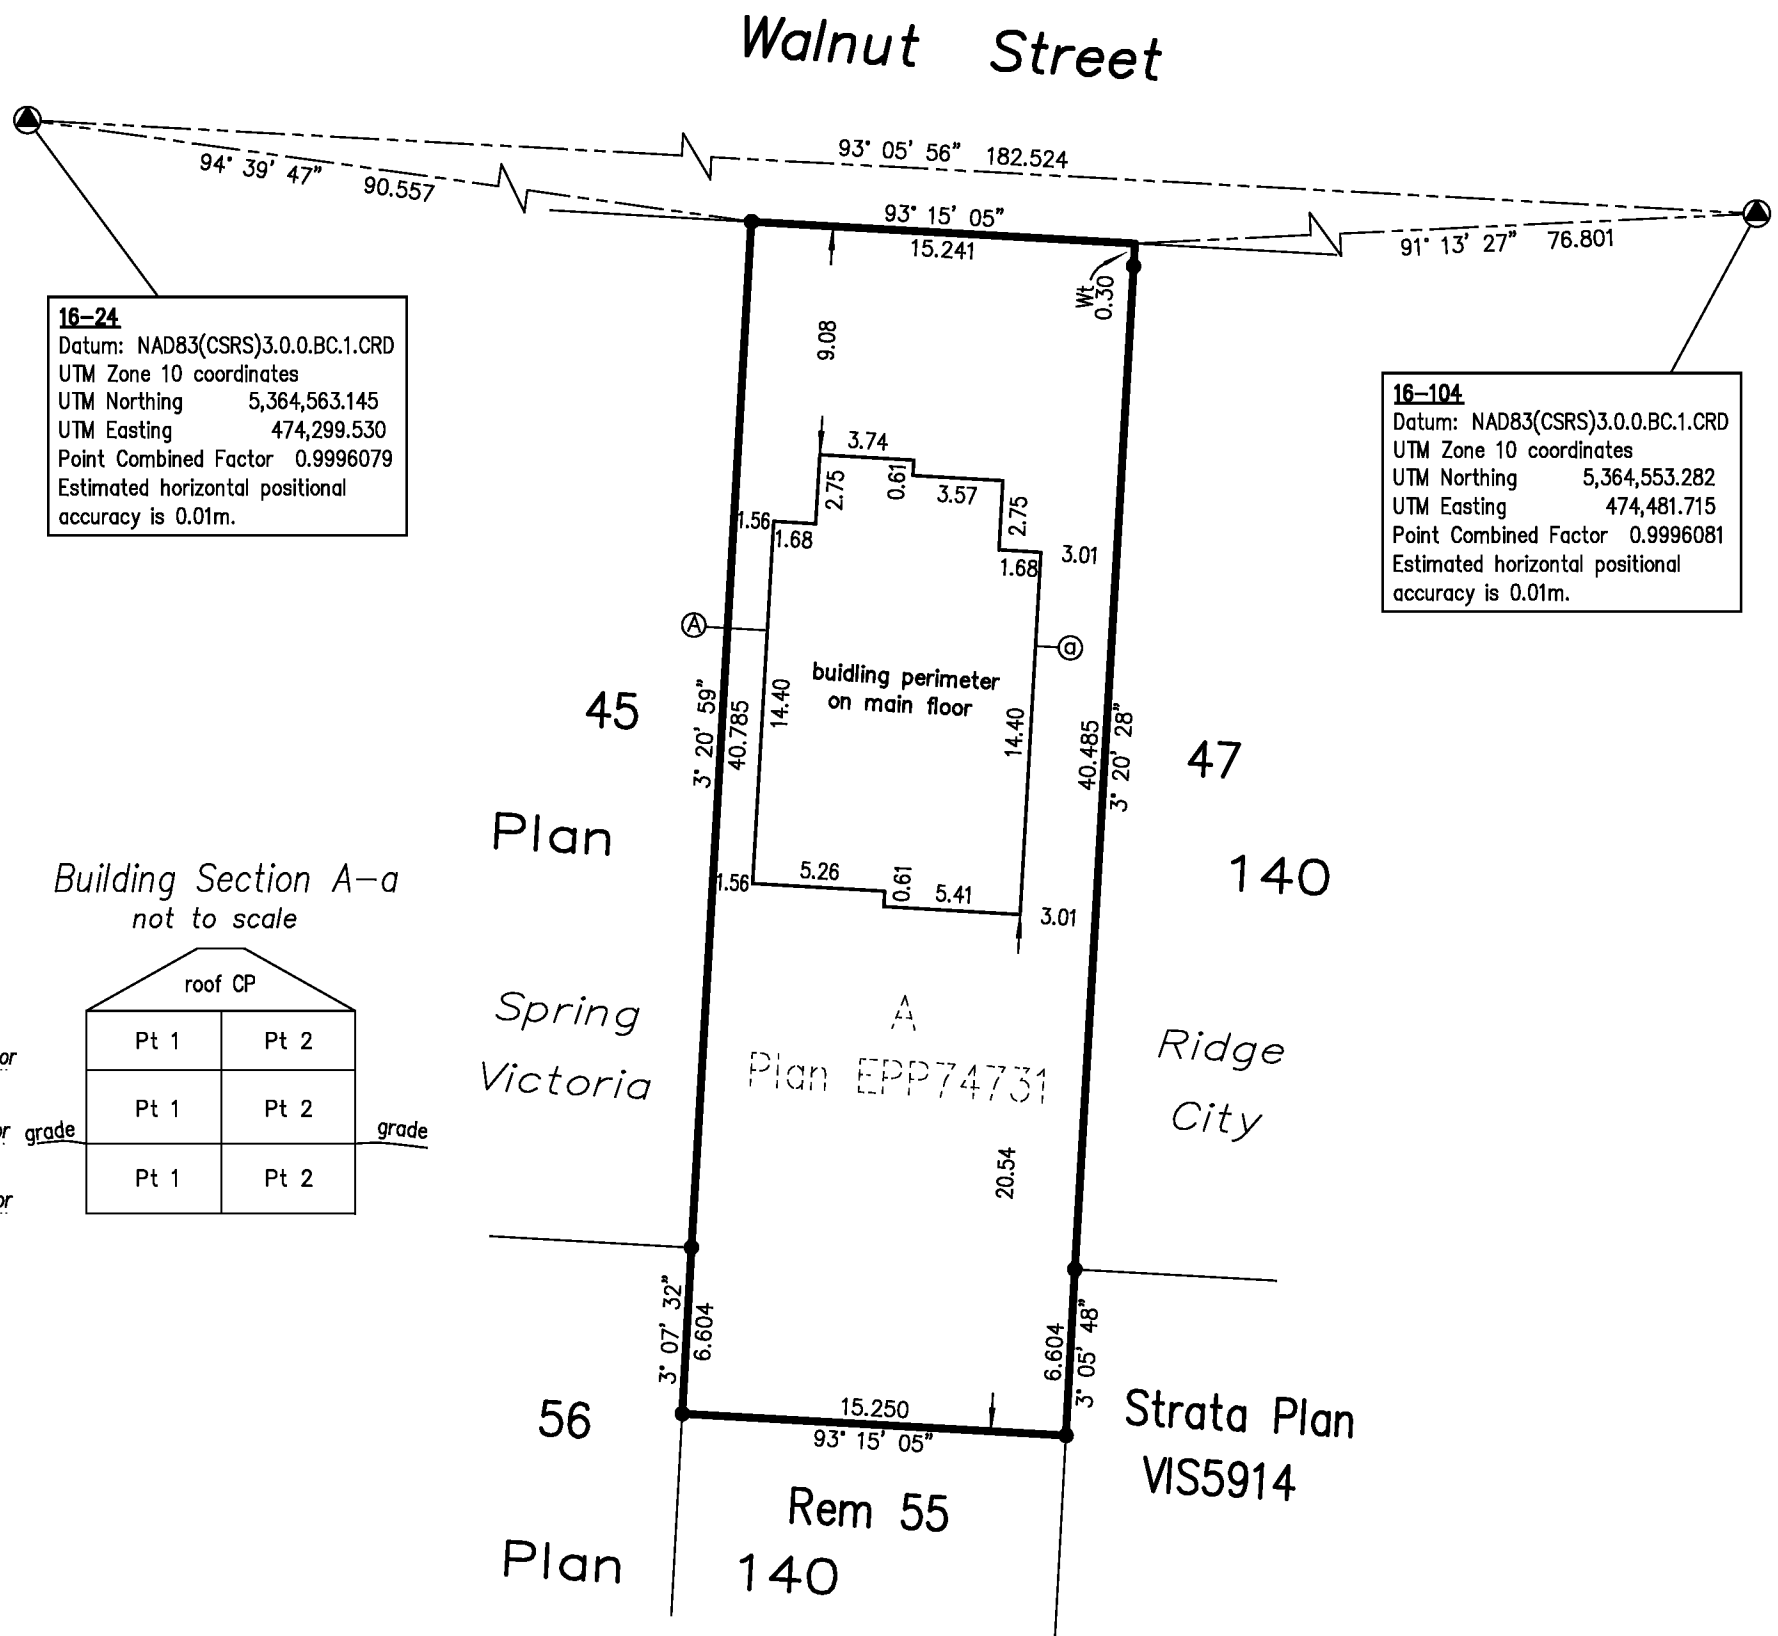 Walnut Street
93° 05' 56" 182.524
94° 39' 47" 90.557
93° 15' 05"
15.241
91° 13' 27" 76.801
Wt
0.30
16-24
Datum: NAD83(CSRS)3.0.0.BC.1.CRD
UTM Zone 10 coordinates
UTM Northing 5,364,563.145
UTM Easting 474,299.530
Point Combined Factor 0.9996079
Estimated horizontal positional
accuracy is 0.01m.
16-104
Datum: NAD83(CSRS)3.0.0.BC.1.CRD
UTM Zone 10 coordinates
UTM Northing 5,364,553.282
UTM Easting 474,481.715
Point Combined Factor 0.9996081
Estimated horizontal positional
accuracy is 0.01m.
9.08
3.74
2.75
0.61
3.57
2.75
1.56
1.68
3.01
1.68
A
a
buidling perimeter
on main floor
45
3° 20' 59"
40.785
14.40
14.40
40.485
3° 20' 28"
47
Plan
140
1.56
5.26
0.61
5.41
3.01
Building Section A-a
not to scale
roof CP
Pt 1 Pt 2
or
Pt 1 Pt 2
or grade
grade
Pt 1 Pt 2
or
Spring
Victoria
A
Plan EPP74731
Ridge
City
20.54
3° 07' 32"
6.604
6.604
3° 05' 48"
56
15.250
93° 15' 05"
Strata Plan
VIS5914
Rem 55
Plan 140